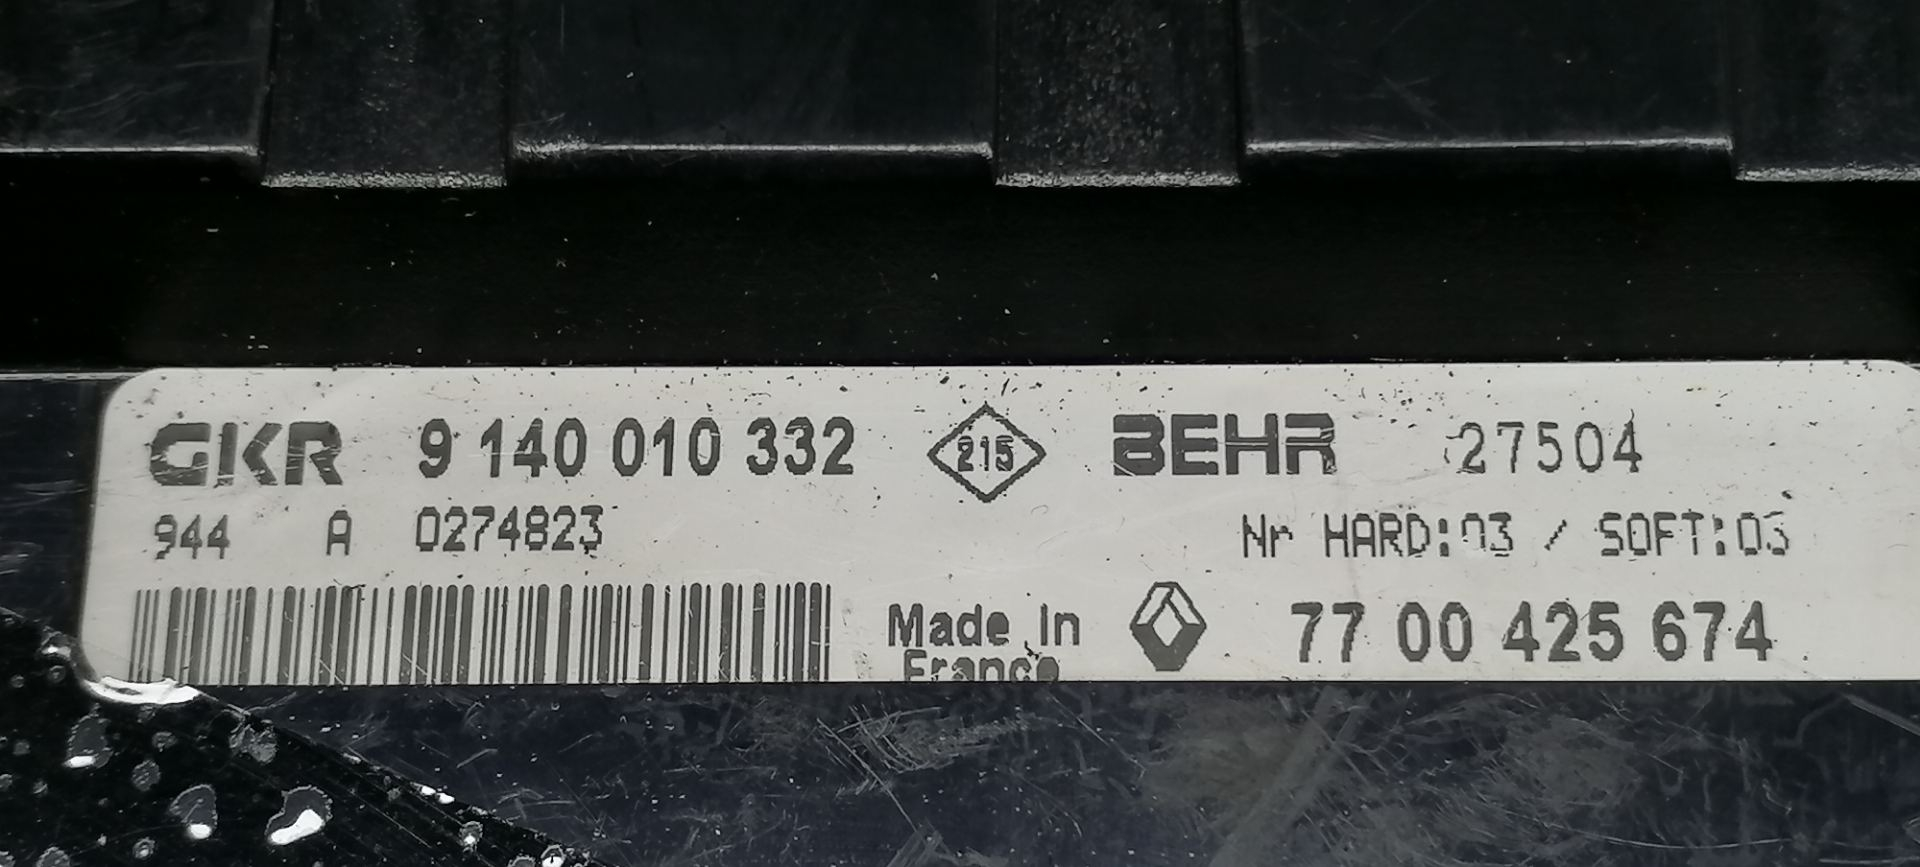 GKR 9 140 010 332 215 BEHR 27504
944 A 0274823 Nr HARD:03 / SOFT:03
Made In 77 00 425 674
France